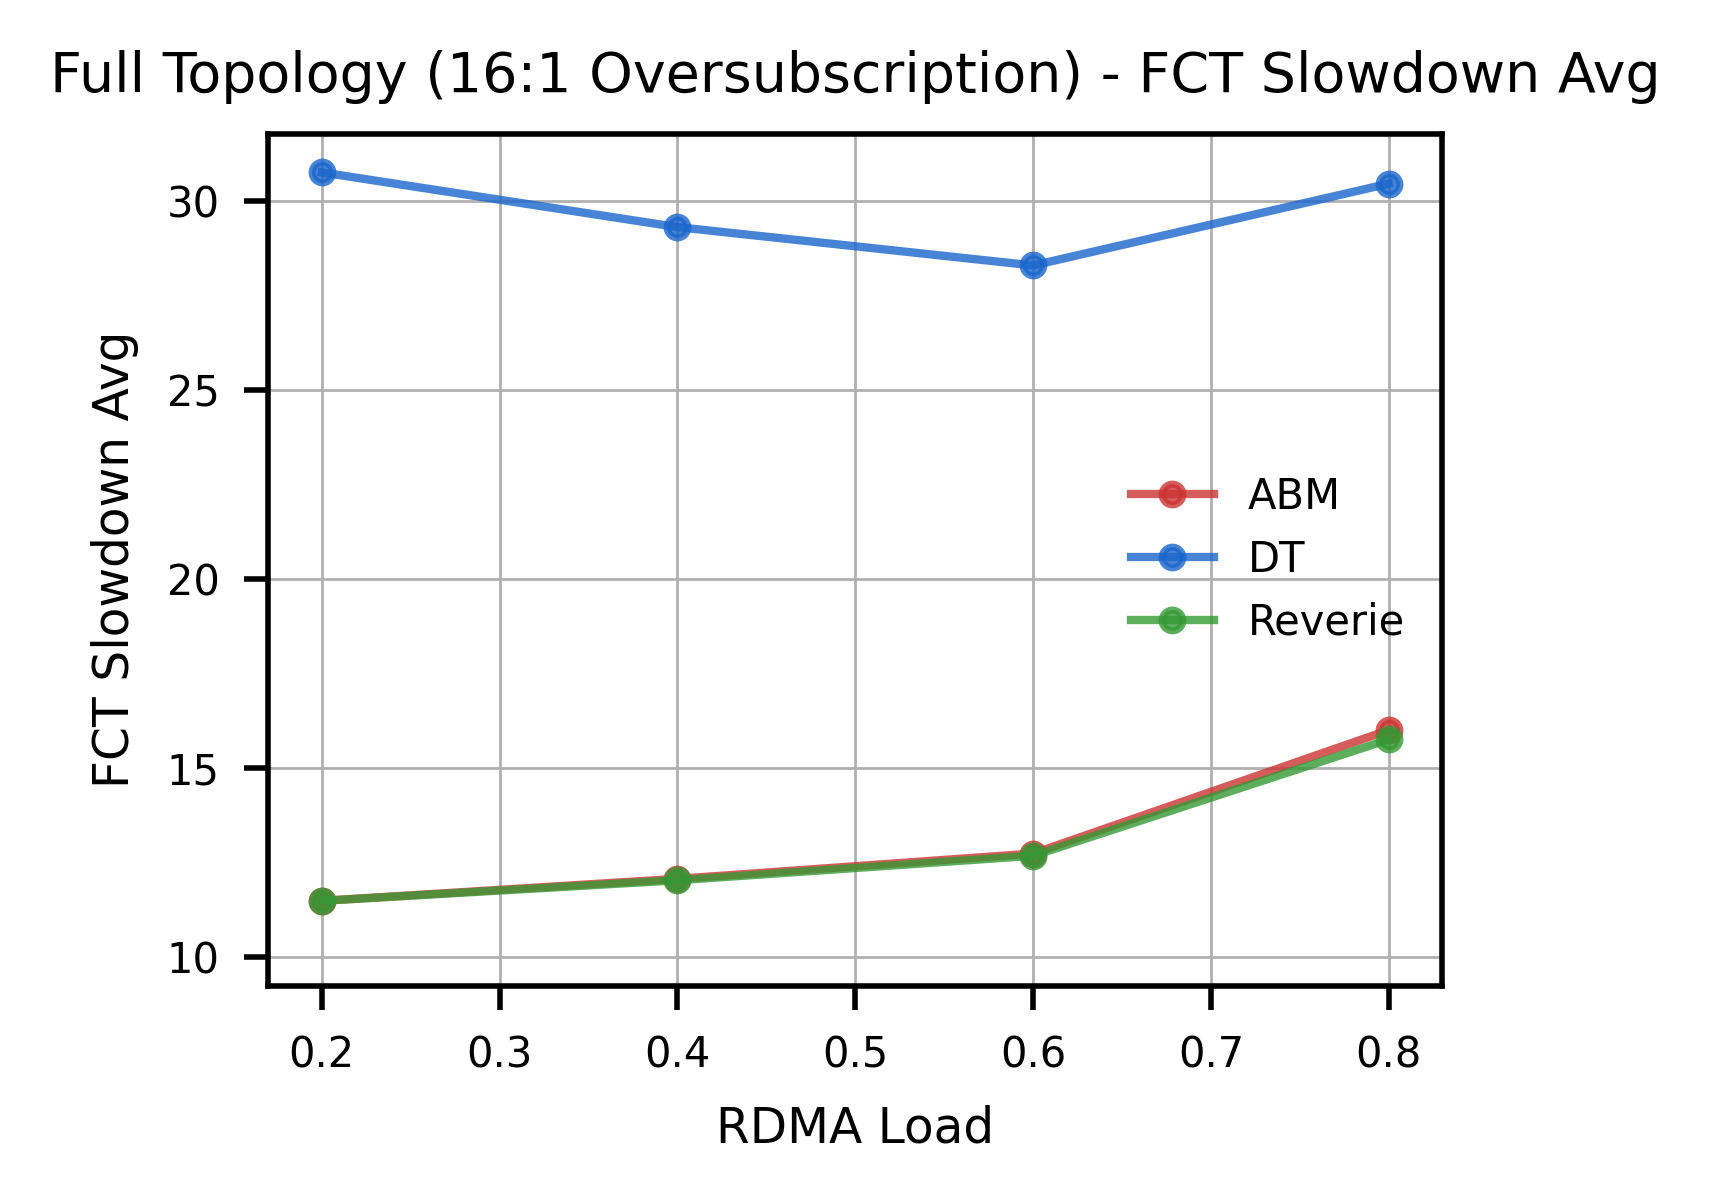 Full Topology (16:1 Oversubscription) - FCT Slowdown Avg
FCT Slowdown Avg
30
25
20
15
10
ABM
DT
Reverie
0.2 0.3 0.4 0.5 0.6 0.7 0.8
RDMA Load